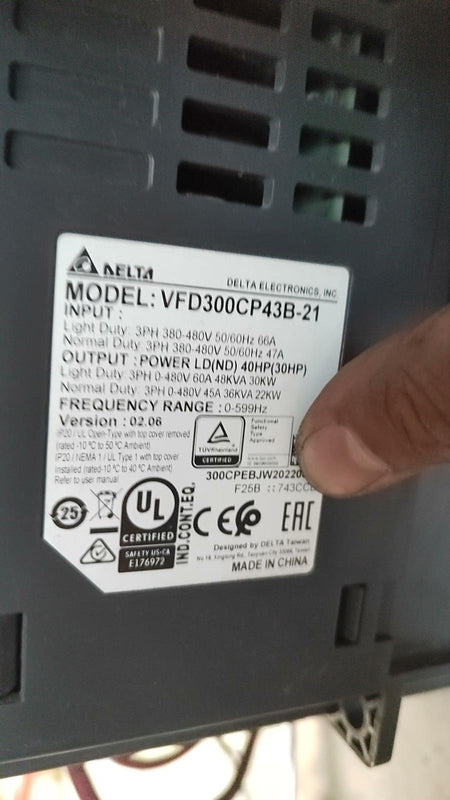 DELTA
DELTA ELECTRONICS, INC.
MODEL: VFD300CP43B-21
INPUT :
Light Duty: 3PH 380-480V 50/60Hz 66A
Normal Duty: 3PH 380-480V 50/60Hz 47A
OUTPUT : POWER LD(ND) 40HP(30HP)
Light Duty: 3PH 0-480V 60A 48KVA 30KW
Normal Duty: 3PH 0-480V 45A 36KVA 22KW
FREQUENCY RANGE : 0-599Hz
Version : 02.06
IP20 / UL Open-Type with top cover removed
(rated -10 °C to 50 °C Ambient)
IP20 / NEMA 1 / UL Type 1 with top cover
Installed (rated -10 °C to 40 °C Ambient)
Refer to user manual
TÜVRheinland
CERTIFIED
Functional
Safety
Type
Approved
300CPEBJW20220
F25B :: 743CC
25
UL
CERTIFIED
SAFETY US-CA
E176972
IND.CONT.EQ.
CE
EAC
Designed by DELTA Taiwan
MADE IN CHINA